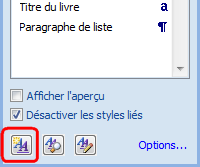 Titre du livre a
Paragraphe de liste ¶
Afficher l'aperçu
Désactiver les styles liés
Options...